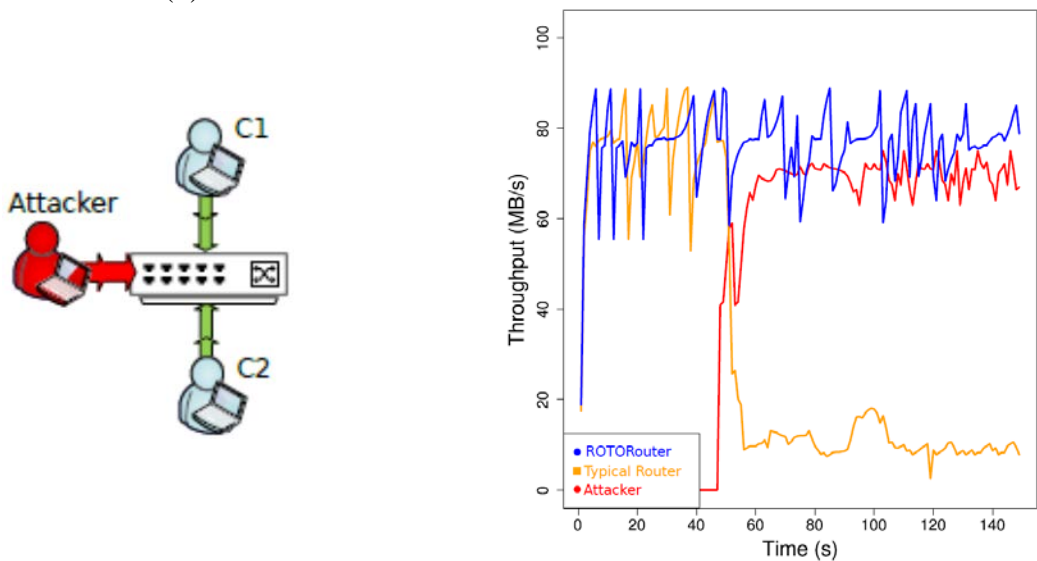 C1
Attacker
C2
Throughput (MB/s)
100
80
60
40
20
0
ROTORouter
Typical Router
Attacker
0 20 40 60 80 100 120 140
Time (s)